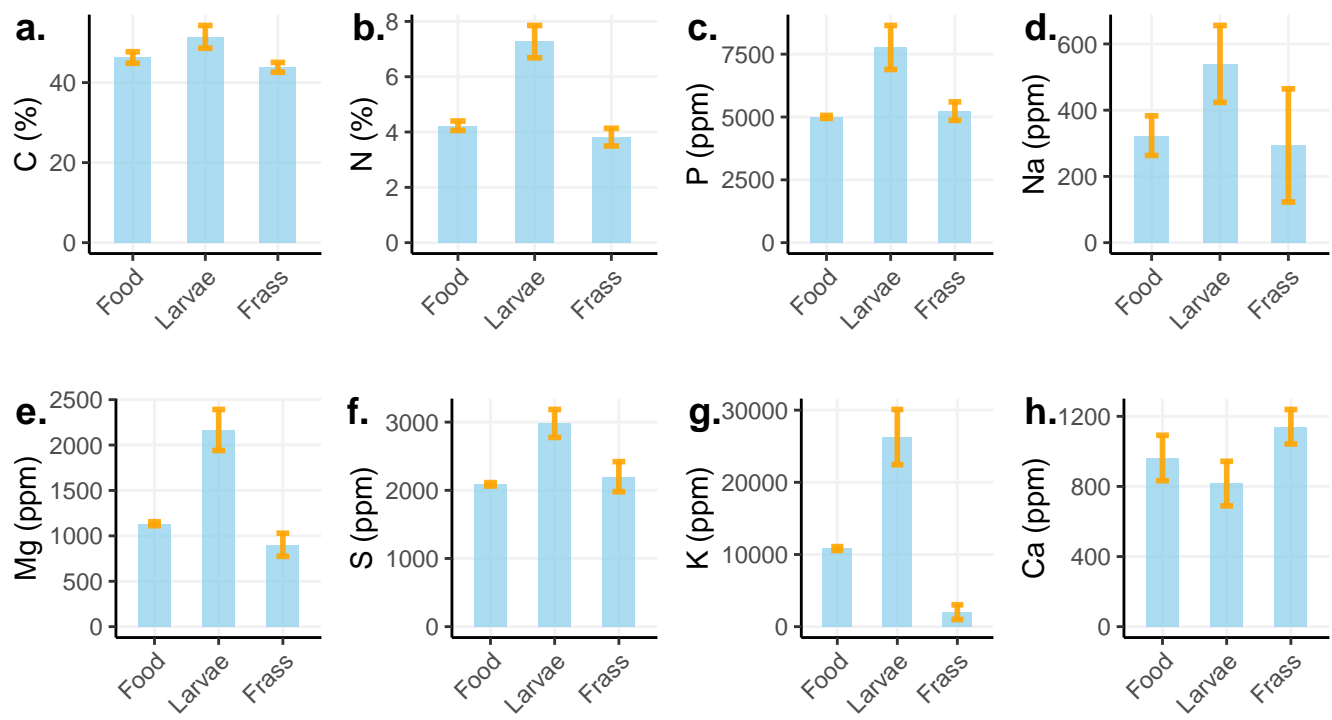 a.
C (%)
40
20
0
Food
Larvae
Frass
b.
N (%)
8
6
4
2
0
Food
Larvae
Frass
c.
P (ppm)
7500
5000
2500
0
Food
Larvae
Frass
d.
Na (ppm)
600
400
200
0
Food
Larvae
Frass
e.
Mg (ppm)
2500
2000
1500
1000
500
0
Food
Larvae
Frass
f.
S (ppm)
3000
2000
1000
0
Food
Larvae
Frass
g.
K (ppm)
30000
20000
10000
0
Food
Larvae
Frass
h.
Ca (ppm)
1200
800
400
0
Food
Larvae
Frass